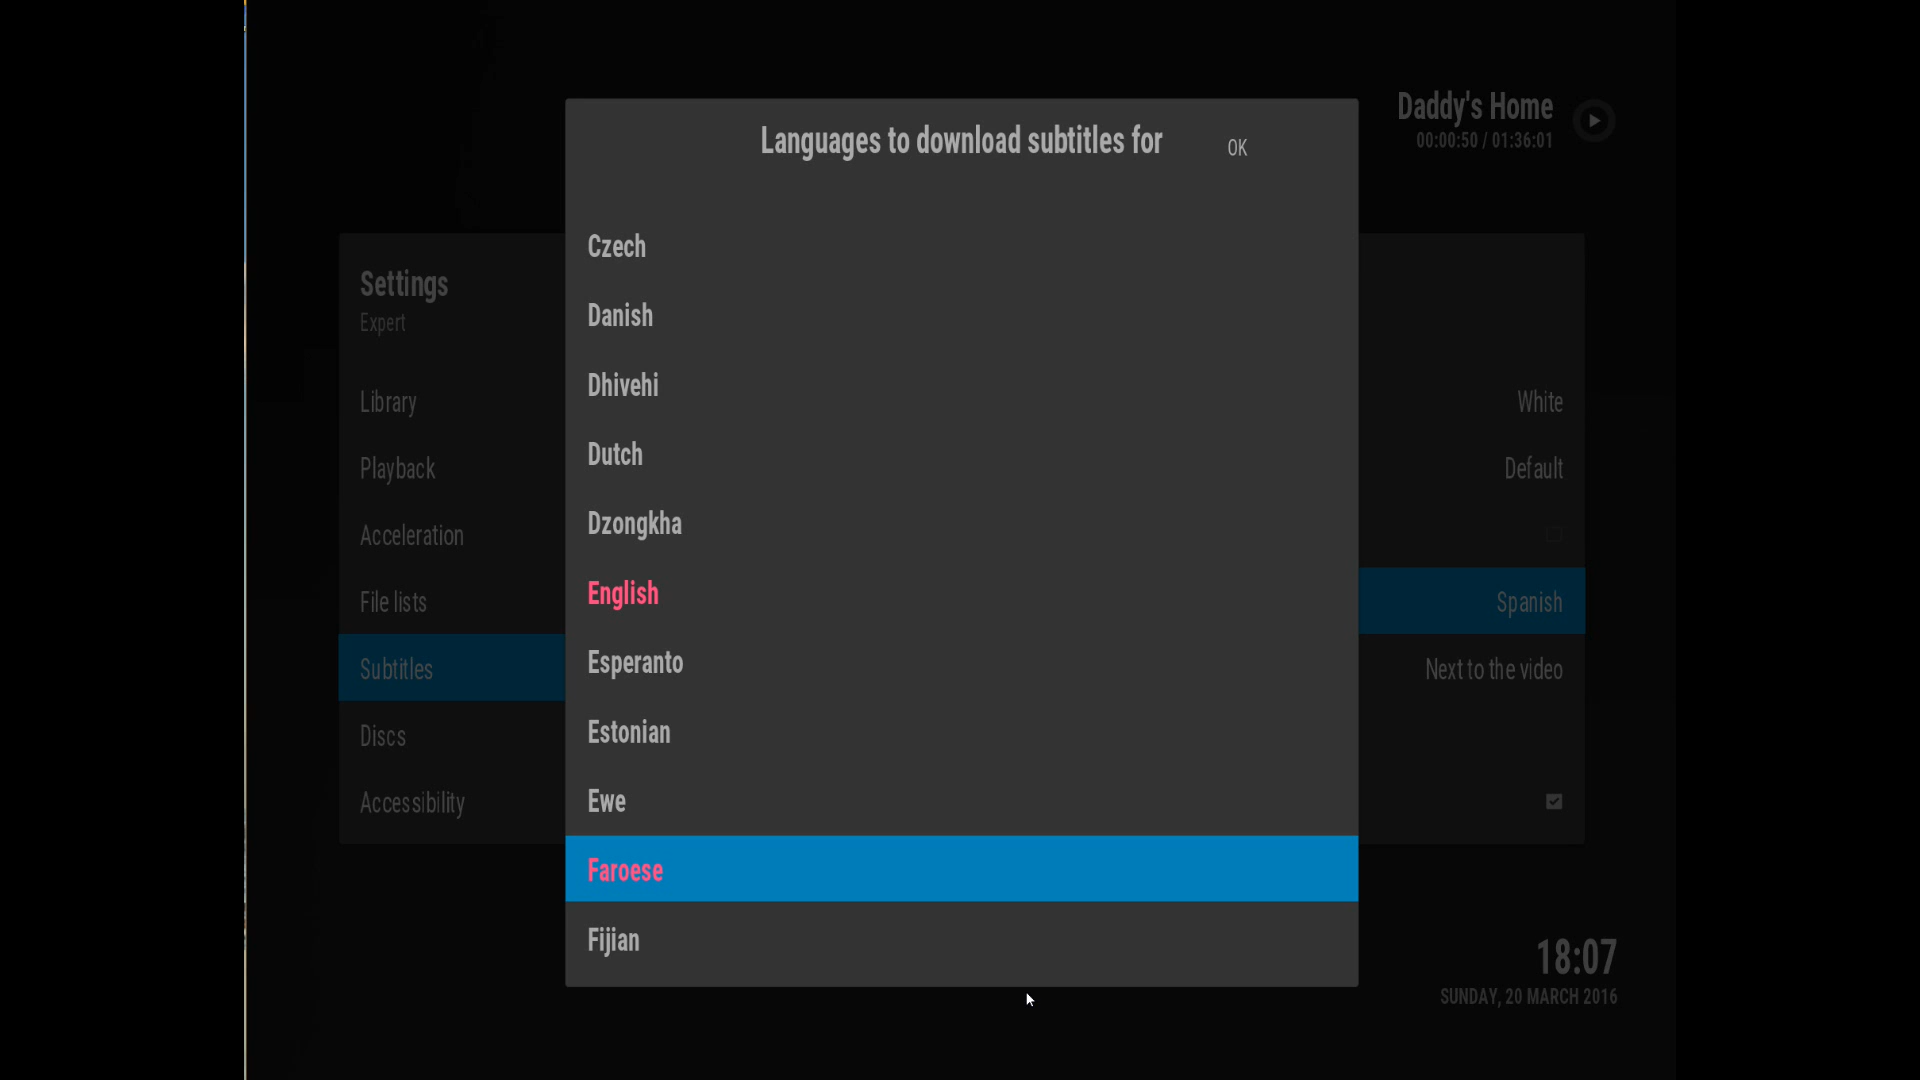 Daddy's Home
00:00:50 / 01:36:01
Languages to download subtitles for
OK
Czech
Danish
Dhivehi
Dutch
Dzongkha
English
Esperanto
Estonian
Ewe
Faroese
Fijian
Settings
Expert
Library
Playback
Acceleration
File lists
Subtitles
Discs
Accessibility
White
Default
Spanish
Next to the video
18:07
SUNDAY, 20 MARCH 2016